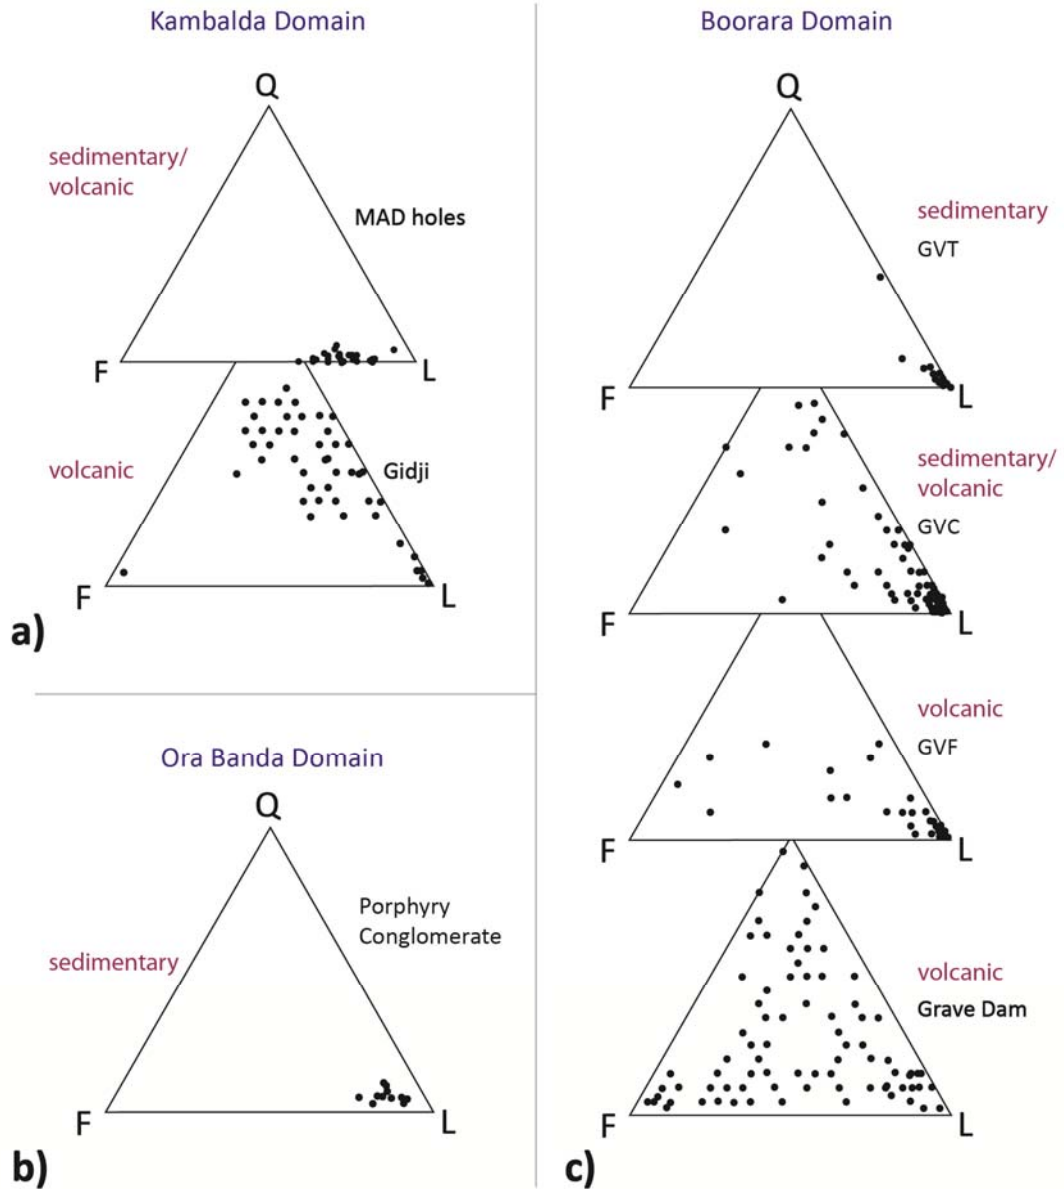 Kambalda Domain
Q
sedimentary/
volcanic
MAD holes
F
L
volcanic
Gidji
F
L
a)
Ora Banda Domain
Q
Porphyry
Conglomerate
sedimentary
F
L
b)
Boorara Domain
Q
sedimentary
GVT
F
L
sedimentary/
volcanic
GVC
F
L
volcanic
GVF
F
L
volcanic
Grave Dam
F
L
c)